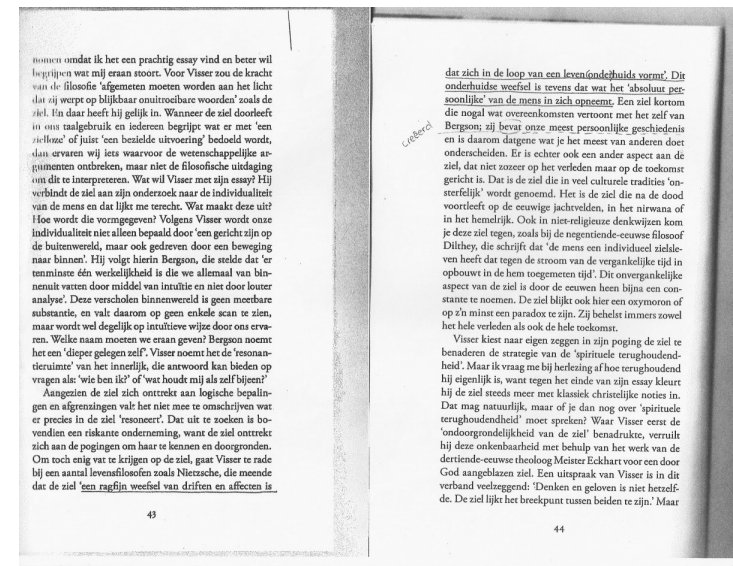 nomen omdat ik het een prachtig essay vind en beter wil
begrijpen wat mij eraan stoort. Voor Visser zou de kracht
van de filosofie ‘afgemeten moeten worden aan het licht
dat zij werpt op blijkbaar onuitroeibare woorden’ zoals de
ziel. En daar heeft hij gelijk in. Wanneer de ziel doorleeft
in ons taalgebruik en iedereen begrijpt wat er met ‘een
zielloze’ of juist ‘een bezielde uitvoering’ bedoeld wordt,
dan ervaren wij iets waarvoor de wetenschappelijke ar-
gumenten ontbreken, maar niet de filosofische uitdaging
om dit te interpreteren. Wat wil Visser met zijn essay? Hij
verbindt de ziel aan zijn onderzoek naar de individualiteit
van de mens en dat lijkt me terecht. Wat maakt deze uit?
Hoe wordt die vormgegeven? Volgens Visser wordt onze
individualiteit niet alleen bepaald door ‘een gericht zijn op
de buitenwereld, maar ook gedreven door een beweging
naar binnen’. Hij volgt hierin Bergson, die stelde dat ‘er
tenminste één werkelijkheid is die we allemaal van bin-
nenuit vatten door middel van intuïtie en niet door louter
analyse’. Deze verscholen binnenwereld is geen meetbare
substantie, en valt daarom op geen enkele scan te zien,
maar wordt wel degelijk op intuïtieve wijze door ons erva-
ren. Welke naam moeten we eraan geven? Bergson noemt
het een ‘dieper gelegen zelf’. Visser noemt het de ‘resonan-
tieruimte’ van het innerlijk, die antwoord kan bieden op
vragen als: ‘wie ben ik?’ of ‘wat houdt mij als zelf bijeen?’
Aangezien de ziel zich onttrekt aan logische bepalin-
gen en afgrenzingen valt het niet mee te omschrijven wat
er precies in de ziel ‘resoneert’. Dat uit te zoeken is bo-
vendien een riskante onderneming, want de ziel onttrekt
zich aan de pogingen om haar te kennen en doorgronden.
Om toch enig vat te krijgen op de ziel, gaat Visser te rade
bij een aantal levensfilosofen zoals Nietzsche, die meende
dat de ziel ‘een ragfijn weefsel van driften en affecten is
43
dat zich in de loop van een leven onderhuids vormt’. Dit
onderhuidse weefsel is tevens dat wat het ‘absoluut per-
soonlijke’ van de mens in zich opneemt. Een ziel kortom
die nogal wat overeenkomsten vertoont met het zelf van
Bergson; zij bevat onze meest persoonlijke geschiedenis
creëerd
en is daarom datgene wat je het meest van anderen doet
onderscheiden. Er is echter ook een ander aspect aan de
ziel, dat niet zozeer op het verleden maar op de toekomst
gericht is. Dat is de ziel die in veel culturele tradities ‘on-
sterfelijk’ wordt genoemd. Het is de ziel die na de dood
voortleeft op de eeuwige jachtvelden, in het nirwana of
in het hemelrijk. Ook in niet-religieuze denkwijzen kom
je deze ziel tegen, zoals bij de negentiende-eeuwse filosoof
Dilthey, die schrijft dat ‘de mens een individueel zielsle-
ven heeft dat tegen de stroom van de vergankelijke tijd in
opbouwt in de hem toegemeten tijd’. Dit onvergankelijke
aspect van de ziel is door de eeuwen heen bijna een con-
stante te noemen. De ziel blijkt ook hier een oxymoron of
op z’n minst een paradox te zijn. Zij behelst immers zowel
het hele verleden als ook de hele toekomst.
Visser kiest naar eigen zeggen in zijn poging de ziel te
benaderen de strategie van de ‘spirituele terughoudend-
heid’. Maar ik vraag me bij herlezing af hoe terughoudend
hij eigenlijk is, want tegen het einde van zijn essay kleurt
hij de ziel steeds meer met klassiek christelijke noties in.
Dat mag natuurlijk, maar of je dan nog over ‘spirituele
terughoudendheid’ moet spreken? Waar Visser eerst de
‘ondoorgrondelijkheid van de ziel’ benadrukte, verruilt
hij deze onkenbaarheid met behulp van het werk van de
dertiende-eeuwse theoloog Meister Eckhart voor een door
God aangeblazen ziel. Een uitspraak van Visser is in dit
verband veelzeggend: ‘Denken en geloven is niet hetzelf-
de. De ziel lijkt het breekpunt tussen beiden te zijn.’ Maar
44